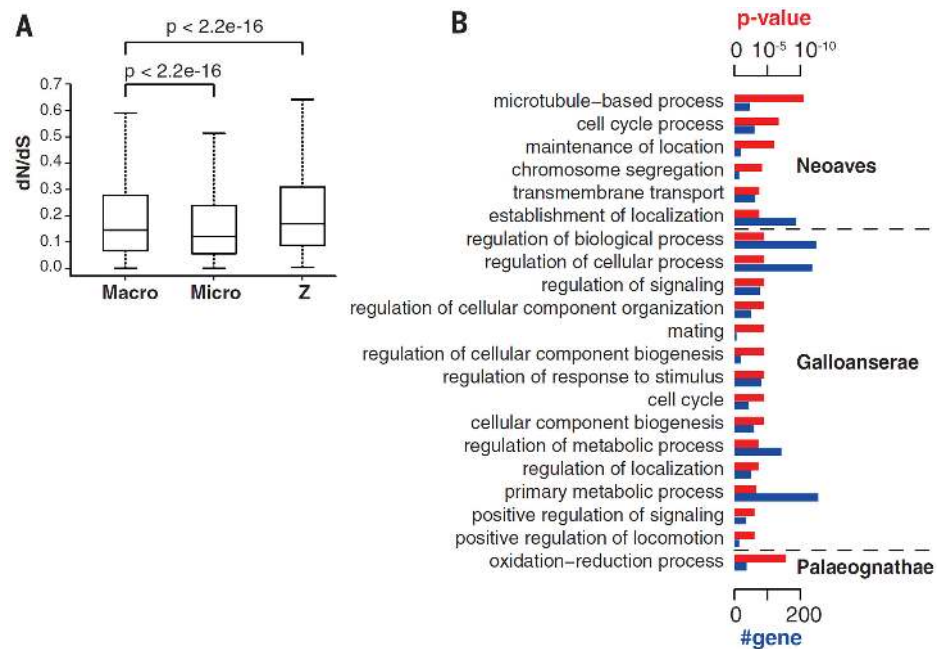 A
p < 2.2e-16
p < 2.2e-16
dN/dS
0.7
0.6
0.5
0.4
0.3
0.2
0.1
0.0
Macro Micro Z
B
p-value
0 10-5 10-10
microtubule-based process
cell cycle process
maintenance of location
chromosome segregation
transmembrane transport
establishment of localization
Neoaves
regulation of biological process
regulation of cellular process
regulation of signaling
regulation of cellular component organization
mating
regulation of cellular component biogenesis
regulation of response to stimulus
cell cycle
cellular component biogenesis
regulation of metabolic process
regulation of localization
primary metabolic process
positive regulation of signaling
positive regulation of locomotion
Galloanserae
oxidation-reduction process
Palaeognathae
0 200
#gene